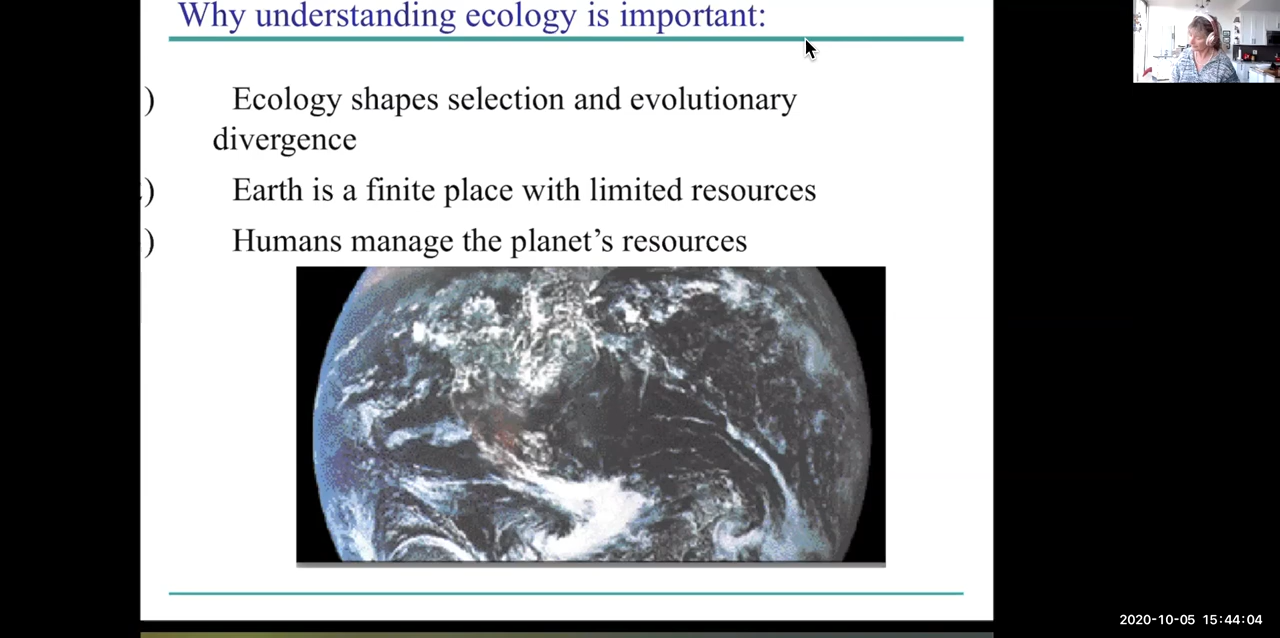 Why understanding ecology is important:
) Ecology shapes selection and evolutionary
divergence
) Earth is a finite place with limited resources
) Humans manage the planet’s resources
2020-10-05 15:44:04